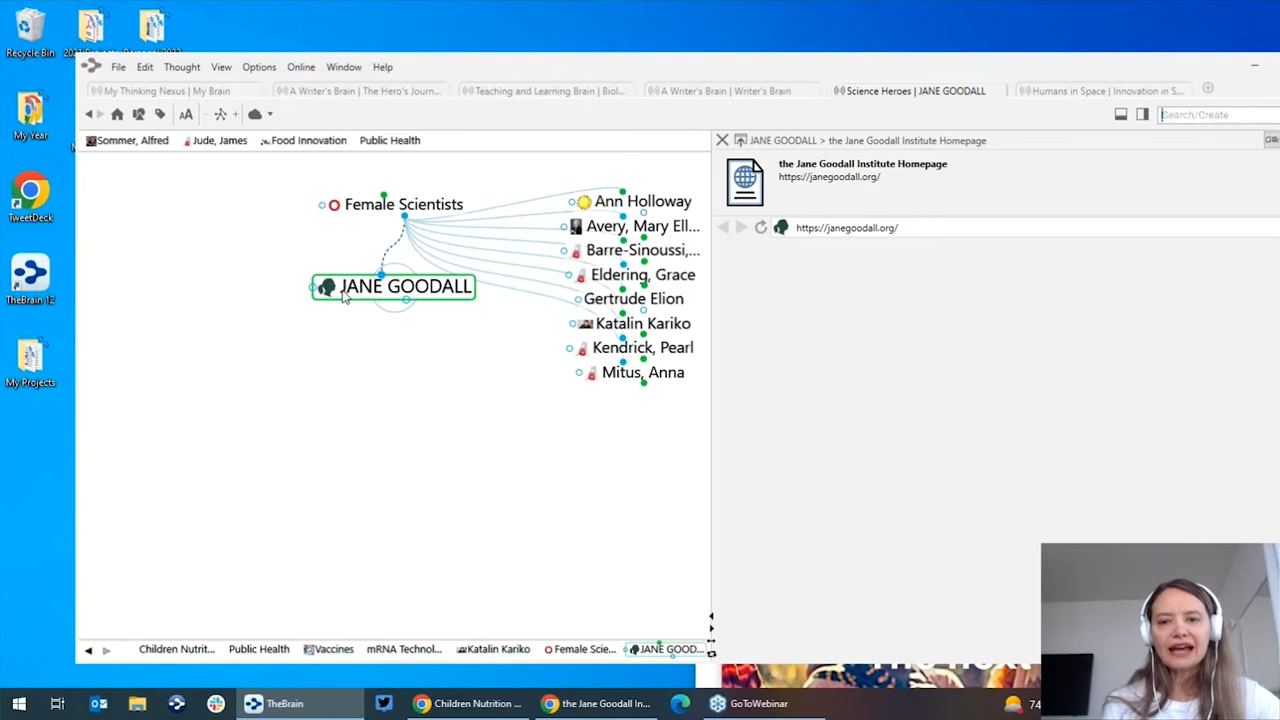 Recycle Bin
My Year
TweetDeck
TheBrain 12
My Projects
File Edit Thought View Options Online Window Help
My Thinking Nexus | My Brain
A Writer's Brain | The Hero's Journ...
Teaching and Learning Brain | Biol...
A Writer's Brain | Writer's Brain
Science Heroes | JANE GOODALL
Humans in Space | Innovation in S...
AA
Search/Create
Sommer, Alfred Jude, James Food Innovation Public Health
JANE GOODALL > the Jane Goodall Institute Homepage
the Jane Goodall Institute Homepage
https://janegoodall.org/
https://janegoodall.org/
Female Scientists
JANE GOODALL
Ann Holloway
Avery, Mary Ell...
Barre-Sinoussi,...
Eldering, Grace
Gertrude Elion
Katalin Kariko
Kendrick, Pearl
Mitus, Anna
Children Nutrit... Public Health Vaccines mRNA Technol... Katalin Kariko Female Scie... JANE GOOD...
next
TheBrain
Children Nutrition ...
the Jane Goodall In...
GoToWebinar
74